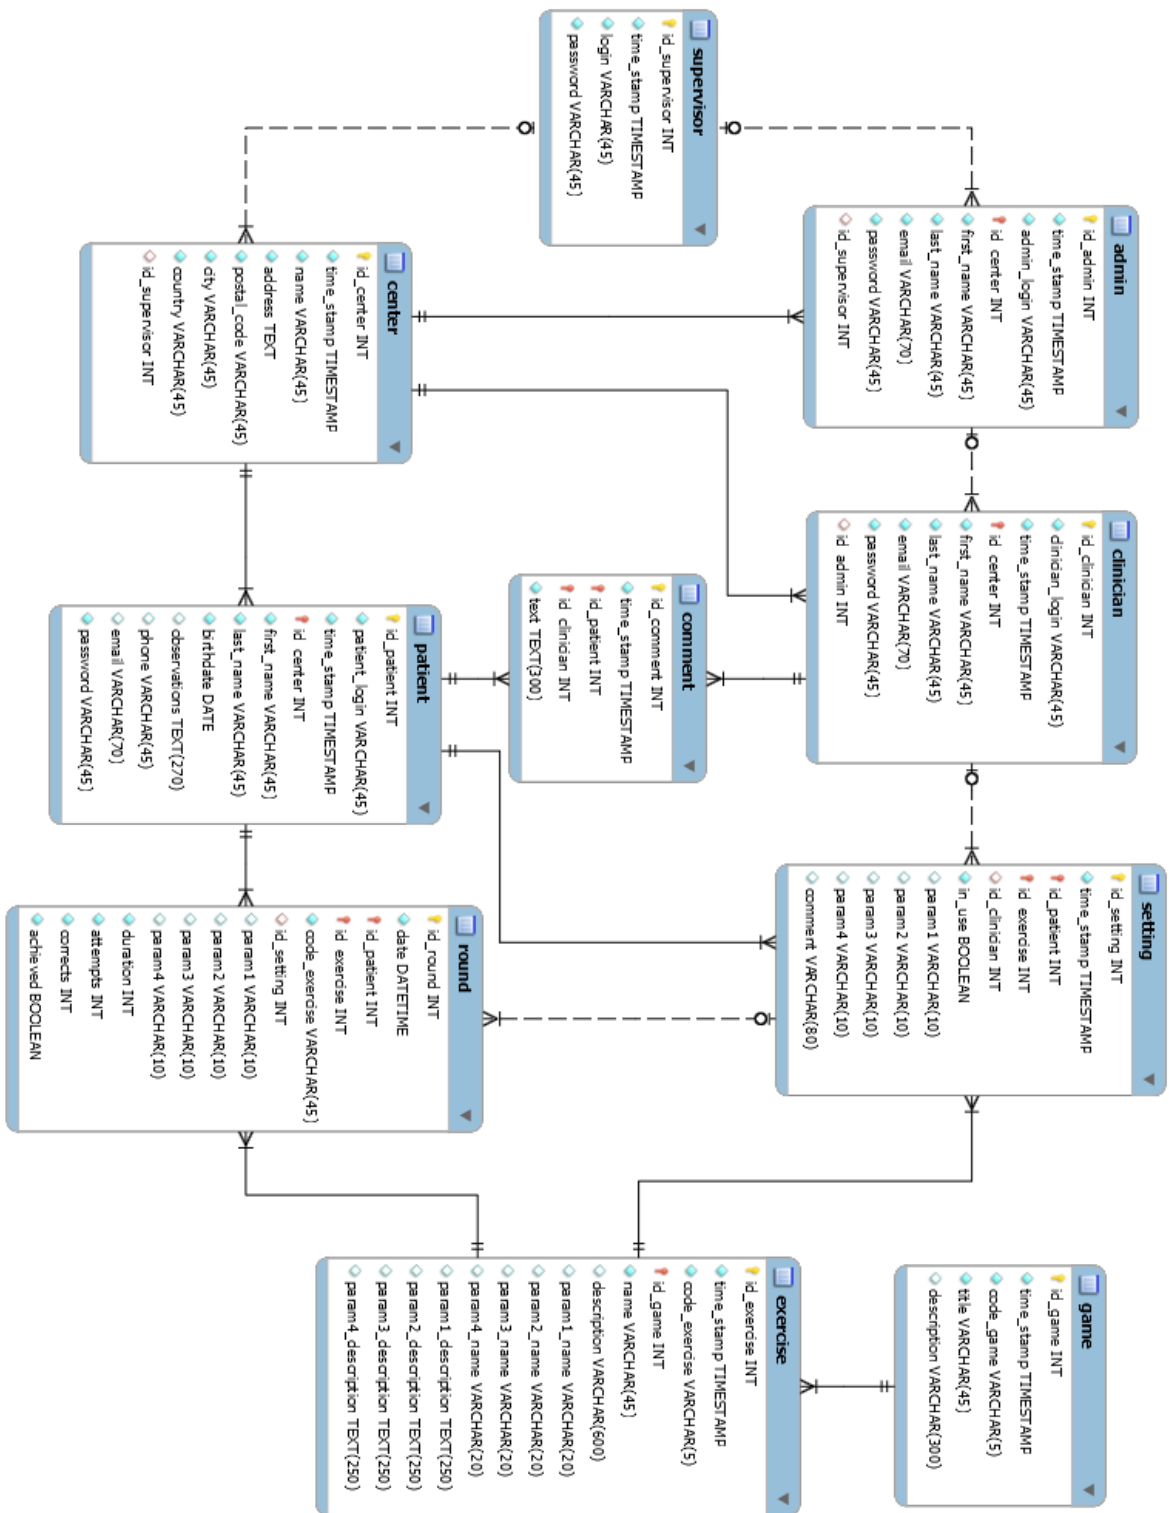 supervisor
id_supervisor INT
time_stamp TIMESTAMP
login VARCHAR(45)
password VARCHAR(45)
admin
id_admin INT
time_stamp TIMESTAMP
admin_login VARCHAR(45)
id_center INT
first_name VARCHAR(45)
last_name VARCHAR(45)
email VARCHAR(70)
password VARCHAR(45)
id_supervisor INT
center
id_center INT
time_stamp TIMESTAMP
name VARCHAR(45)
address TEXT
postal_code VARCHAR(45)
city VARCHAR(45)
country VARCHAR(45)
id_supervisor INT
clinician
id_clinician INT
clinician_login VARCHAR(45)
time_stamp TIMESTAMP
id_center INT
first_name VARCHAR(45)
last_name VARCHAR(45)
email VARCHAR(70)
password VARCHAR(45)
id_admin INT
comment
id_comment INT
time_stamp TIMESTAMP
id_patient INT
id_clinician INT
text TEXT(300)
patient
id_patient INT
patient_login VARCHAR(45)
time_stamp TIMESTAMP
id_center INT
first_name VARCHAR(45)
last_name VARCHAR(45)
birthdate DATE
observations TEXT(270)
phone VARCHAR(45)
email VARCHAR(70)
password VARCHAR(45)
setting
id_setting INT
time_stamp TIMESTAMP
id_patient INT
id_exercise INT
id_clinician INT
in_use BOOLEAN
param1 VARCHAR(10)
param2 VARCHAR(10)
param3 VARCHAR(10)
param4 VARCHAR(10)
comment VARCHAR(80)
round
id_round INT
date DATETIME
id_patient INT
id_exercise INT
code_exercise VARCHAR(45)
id_setting INT
param1 VARCHAR(10)
param2 VARCHAR(10)
param3 VARCHAR(10)
param4 VARCHAR(10)
duration INT
attempts INT
corrects INT
achieved BOOLEAN
game
id_game INT
time_stamp TIMESTAMP
code_game VARCHAR(5)
title VARCHAR(45)
description VARCHAR(300)
exercise
id_exercise INT
time_stamp TIMESTAMP
code_exercise VARCHAR(5)
id_game INT
name VARCHAR(45)
description VARCHAR(600)
param1_name VARCHAR(20)
param2_name VARCHAR(20)
param3_name VARCHAR(20)
param4_name VARCHAR(20)
param1_description TEXT(250)
param2_description TEXT(250)
param3_description TEXT(250)
param4_description TEXT(250)